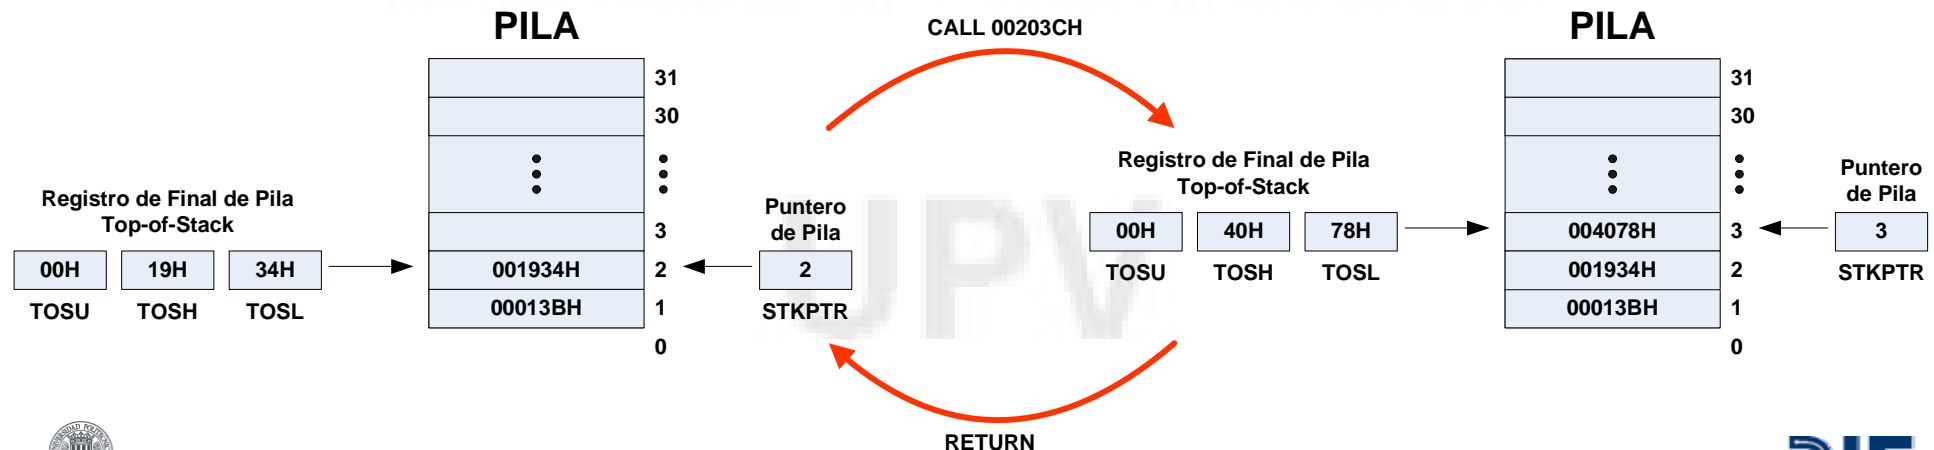 PILA
31
30
3
001934H 2
00013BH 1
0
Registro de Final de Pila
Top-of-Stack
00H 19H 34H
TOSU TOSH TOSL
Puntero
de Pila
2
STKPTR
CALL 00203CH
RETURN
UPV
PILA
31
30
004078H 3
001934H 2
00013BH 1
0
Registro de Final de Pila
Top-of-Stack
00H 40H 78H
TOSU TOSH TOSL
Puntero
de Pila
3
STKPTR